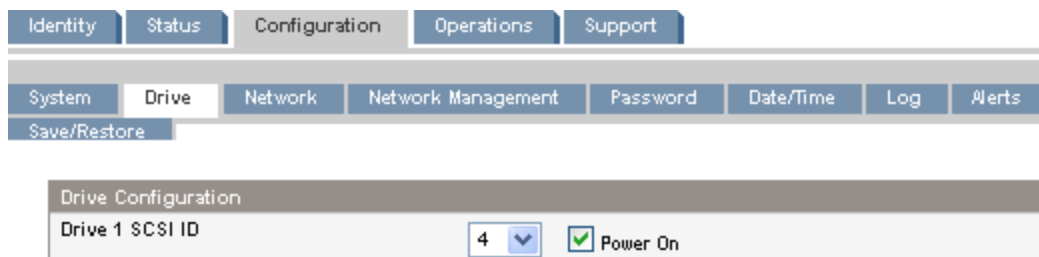 Identity Status Configuration Operations Support
System Drive Network Network Management Password Date/Time Log Alerts
Save/Restore
Drive Configuration
Drive 1 SCSI ID 4 Power On